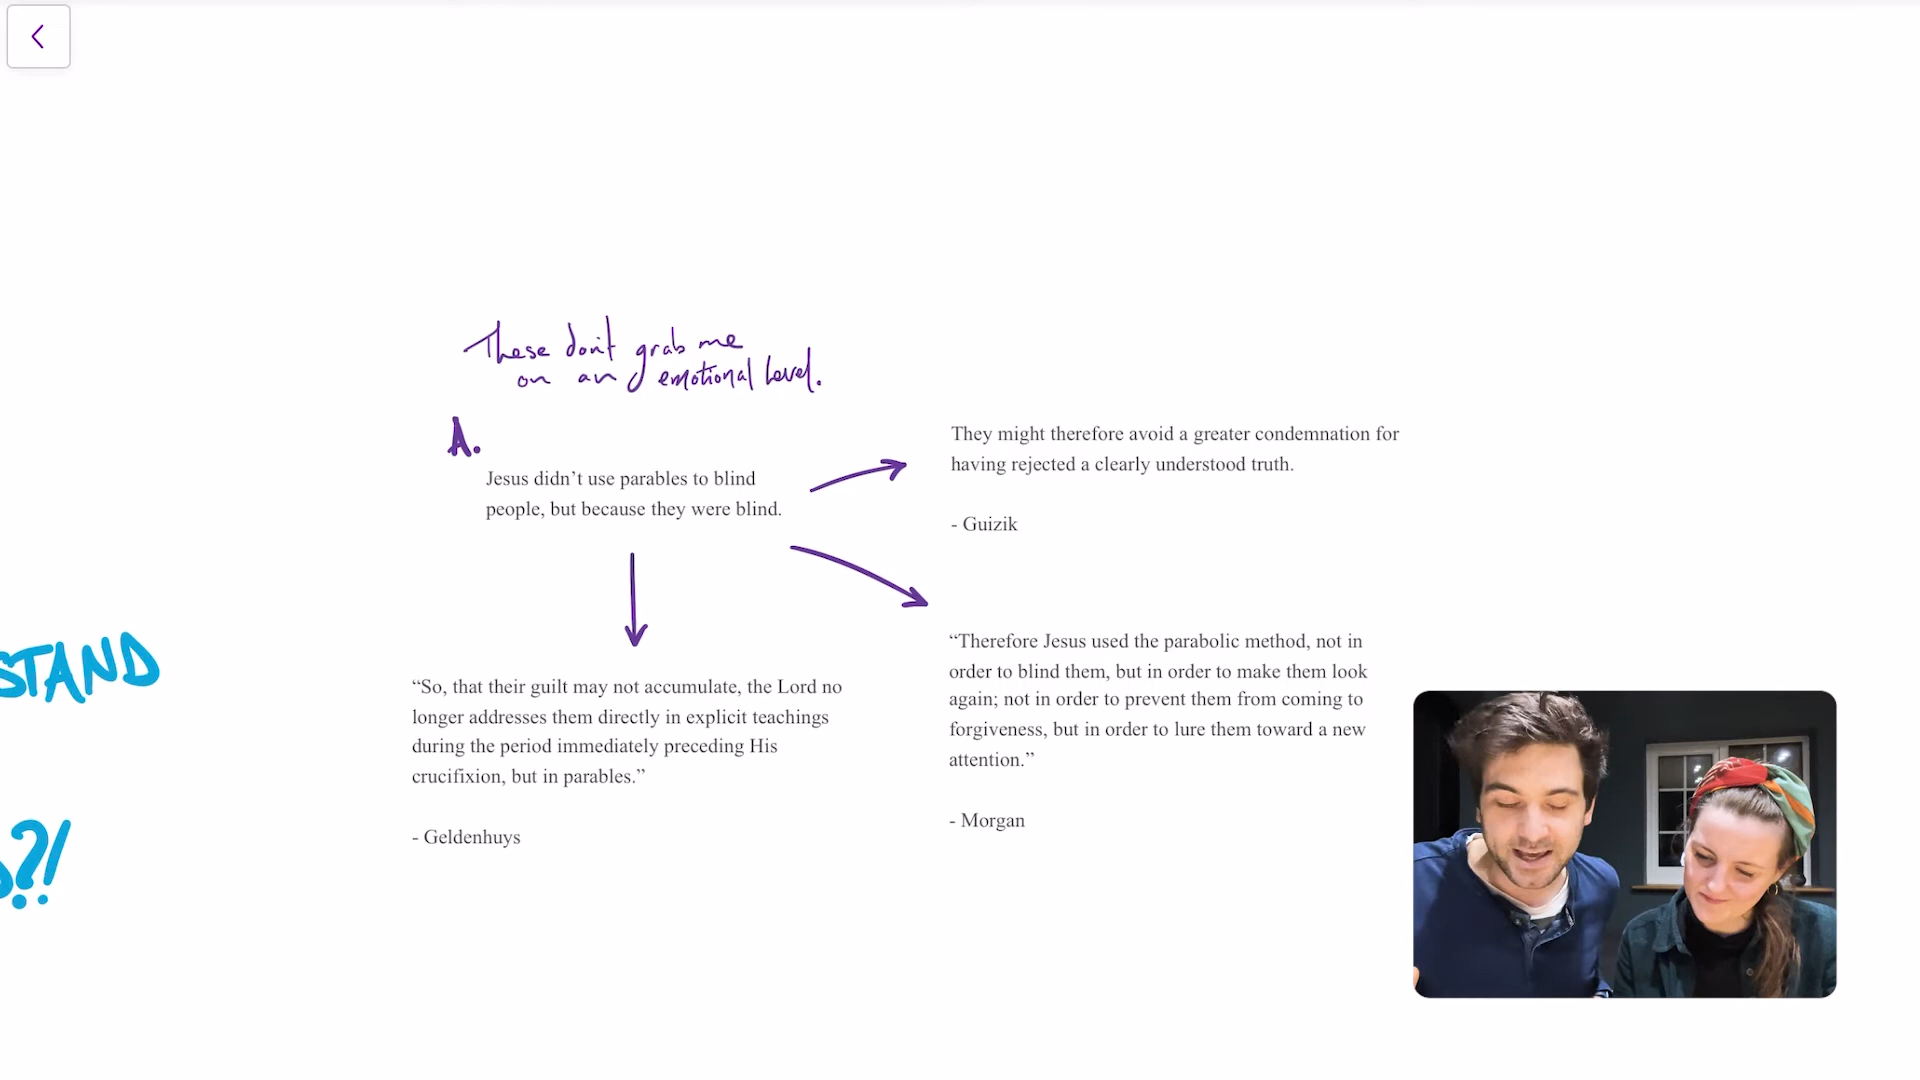 These don't grab me
on an emotional level.
A.
Jesus didn’t use parables to blind
people, but because they were blind.
They might therefore avoid a greater condemnation for
having rejected a clearly understood truth.
- Guizik
“So, that their guilt may not accumulate, the Lord no
longer addresses them directly in explicit teachings
during the period immediately preceding His
crucifixion, but in parables.”
- Geldenhuys
“Therefore Jesus used the parabolic method, not in
order to blind them, but in order to make them look
again; not in order to prevent them from coming to
forgiveness, but in order to lure them toward a new
attention.”
- Morgan
STAND
?!